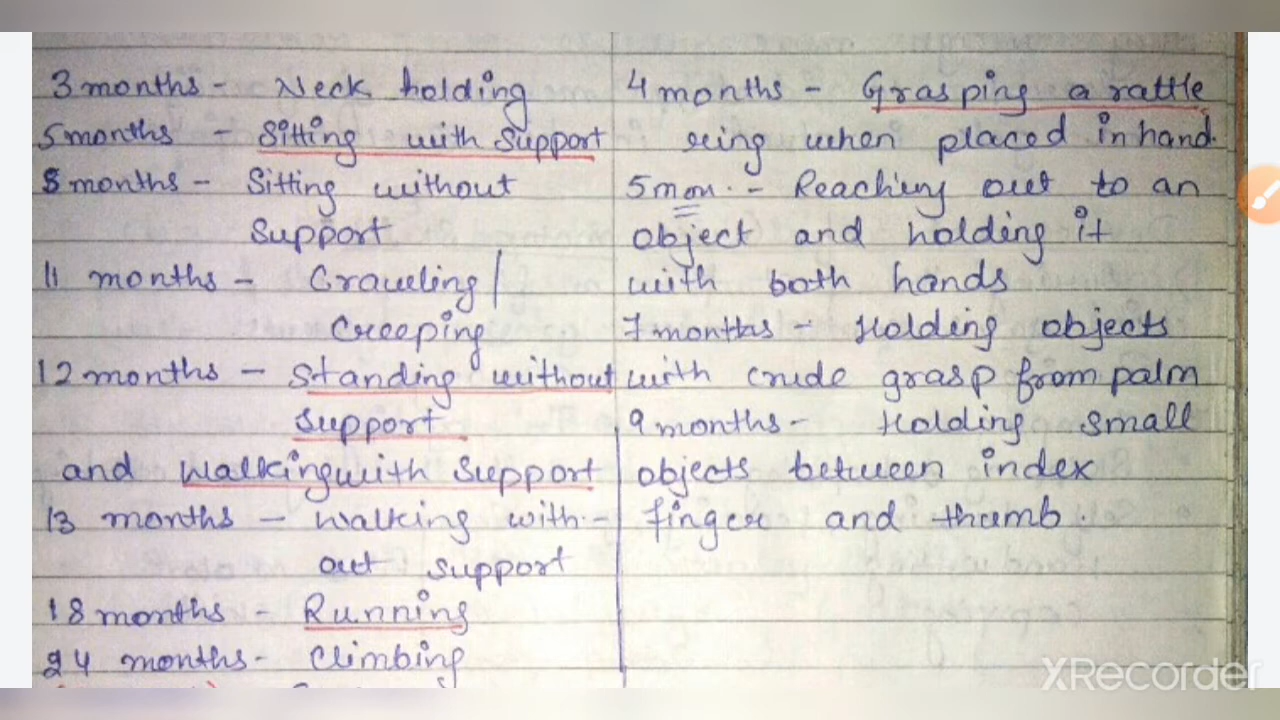 3 months - Neck holding
5 months - Sitting with Support
8 months - Sitting without
Support
11 months - Craweling /
Creeping
12 months - Standing without
Support
and walking with support
13 months - Walking with-
out support
18 months - Running
24 months - Climbing
4 months - Grasping a rattle
ring when placed in hand.
5 mon. - Reaching out to an
object and holding it
with both hands
7 months - Holding objects
with crude grasp from palm
9 months - Holding small
objects between index
finger and thumb.
XRecorder